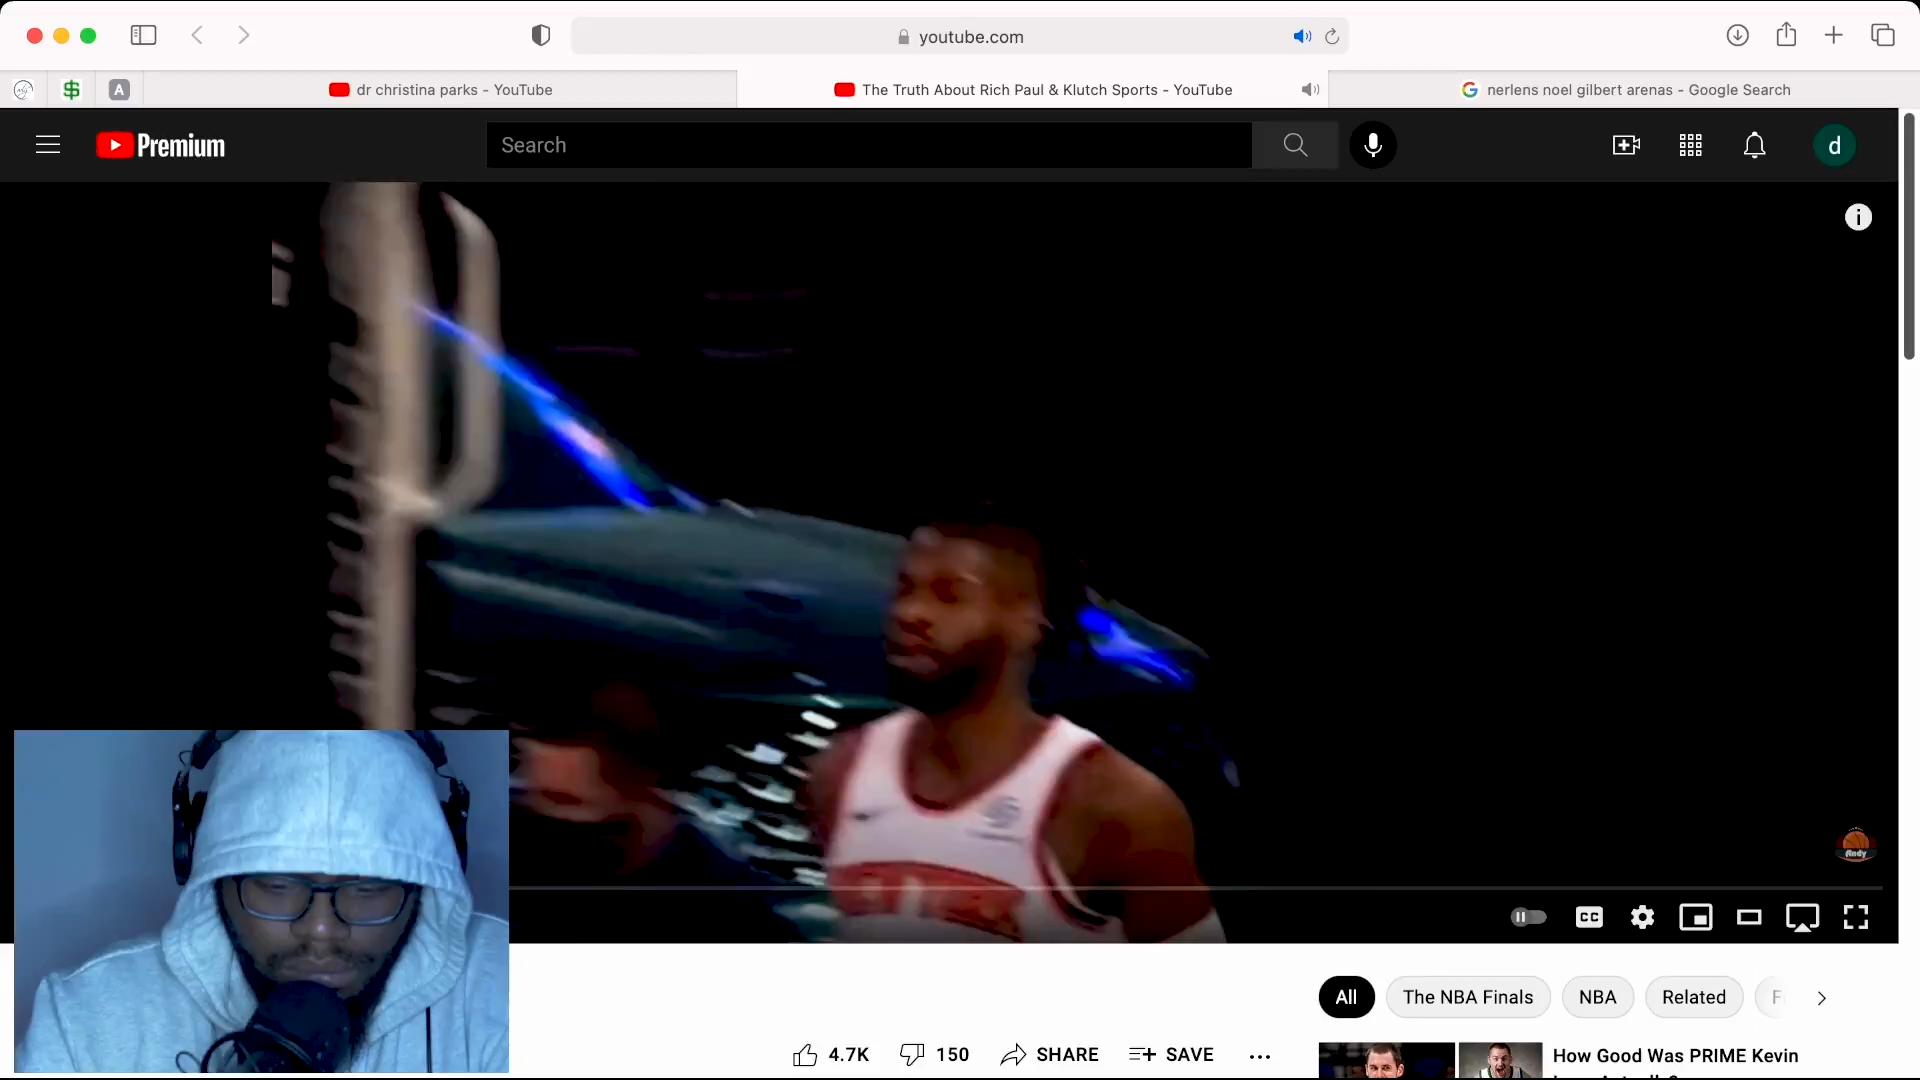 youtube.com
A
dr christina parks - YouTube
The Truth About Rich Paul & Klutch Sports - YouTube
nerlens noel gilbert arenas - Google Search
Premium
Search
d
i
Andy
CC
All
The NBA Finals
NBA
Related
4.7K
150
SHARE
SAVE
How Good Was PRIME Kevin